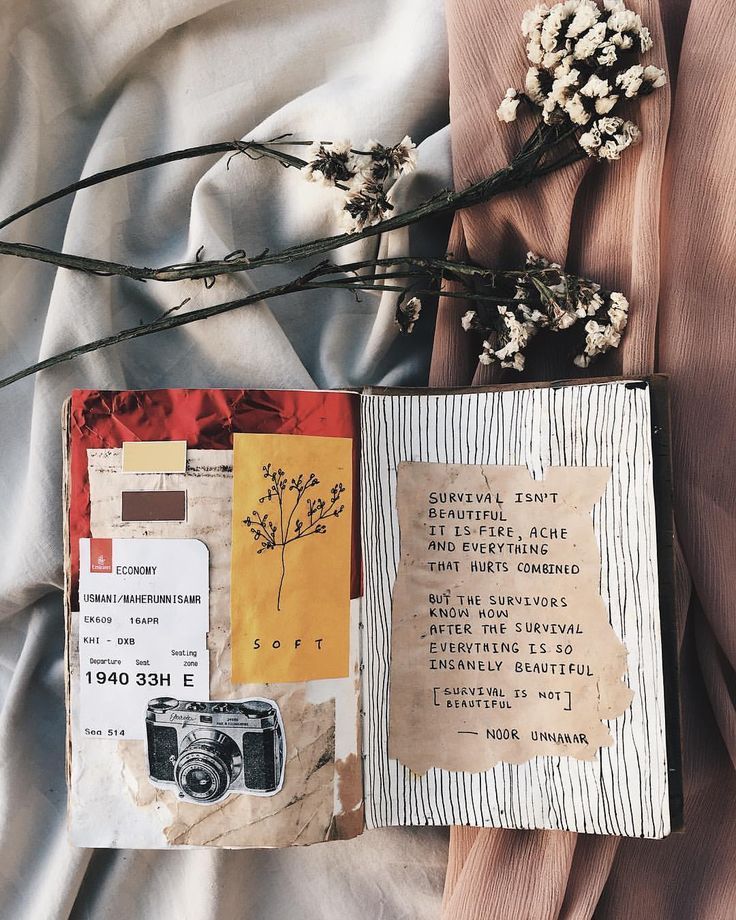 Emirates
ECONOMY
USMANI/MAHERUNNISAMR
EK609 16APR
KHI - DXB
Departure Seat Seating zone
1940 33H E
Seq 514
SOFT
SURVIVAL ISN'T
BEAUTIFUL
IT IS FIRE, ACHE
AND EVERYTHING
THAT HURTS COMBINED
BUT THE SURVIVORS
KNOW HOW
AFTER THE SURVIVAL
EVERYTHING IS SO
INSANELY BEAUTIFUL
[SURVIVAL IS NOT
BEAUTIFUL]
— NOOR UNNAHAR